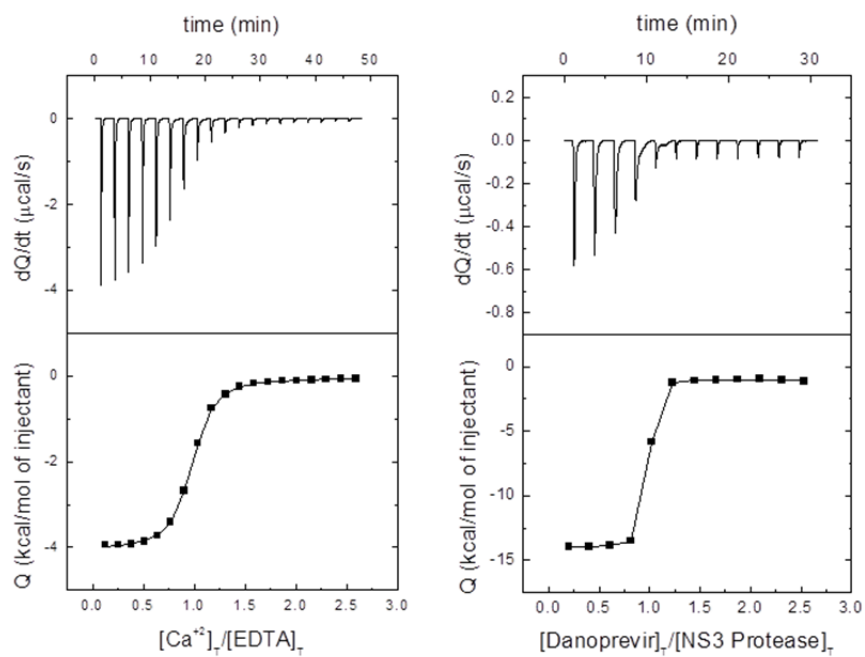 time (min)
0 10 20 30 40 50
0
-2
-4
dQ/dt (µcal/s)
0
-2
-4
Q (kcal/mol of injectant)
0.0 0.5 1.0 1.5 2.0 2.5 3.0
[Ca⁺²]_T/[EDTA]_T
time (min)
0 10 20 30
0.2
0.0
-0.2
-0.4
-0.6
-0.8
dQ/dt (µcal/s)
0
-5
-10
-15
Q (kcal/mol of injectant)
0.0 0.5 1.0 1.5 2.0 2.5 3.0
[Danoprevir]_T/[NS3 Protease]_T